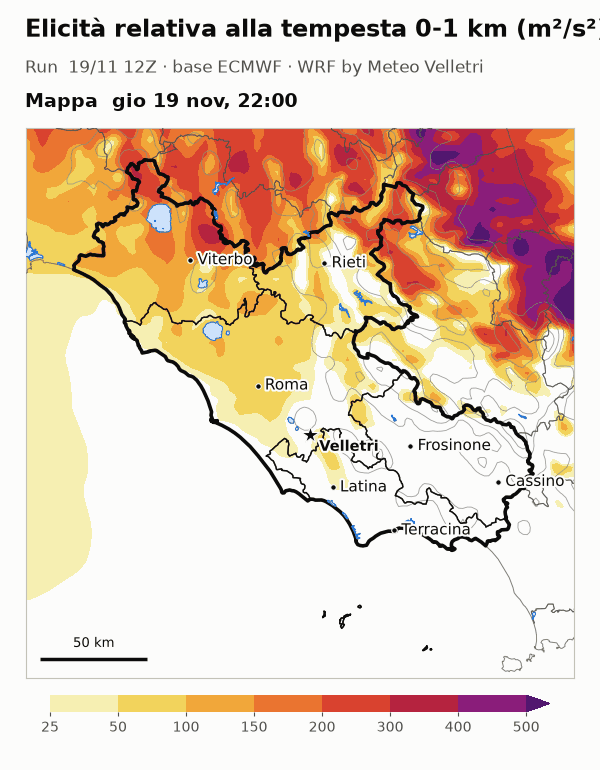 Elicità relativa alla tempesta 0-1 km (m²/s²)
Run 19/11 12Z · base ECMWF · WRF by Meteo Velletri
Mappa gio 19 nov, 22:00
Viterbo
Rieti
Roma
Velletri
Frosinone
Latina
Cassino
Terracina
50 km
25 50 100 150 200 300 400 500